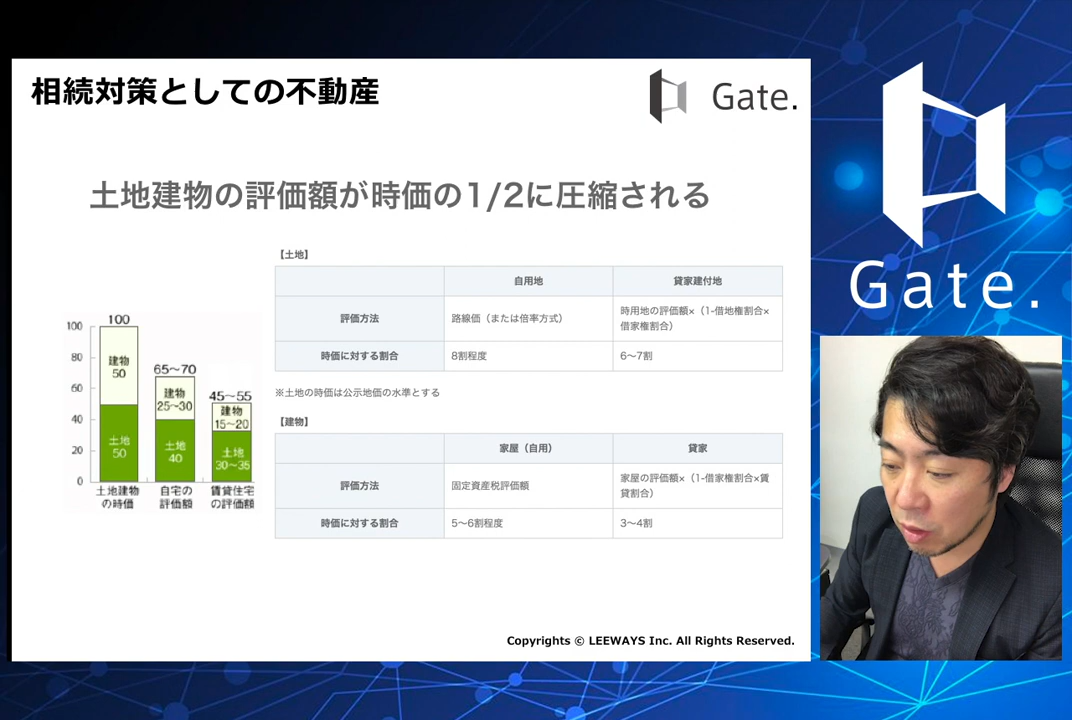 相続対策としての不動産
Gate.
土地建物の評価額が時価の1/2に圧縮される
100
80
60
40
20
0
100
建物
50
土地
50
土地建物
の時価
65～70
建物
25～30
土地
40
自宅の
評価額
45～55
建物
15～20
土地
30～35
賃貸住宅
の評価額
【土地】
自用地
貸家建付地
評価方法
路線価（または倍率方式）
時用地の評価額×（1-借地権割合×
借家権割合）
時価に対する割合
8割程度
6～7割
※土地の時価は公示地価の水準とする
【建物】
家屋（自用）
貸家
評価方法
固定資産税評価額
家屋の評価額×（1-借家権割合×賃
貸割合）
時価に対する割合
5～6割程度
3～4割
Copyrights © LEEWAYS Inc. All Rights Reserved.
Gate.